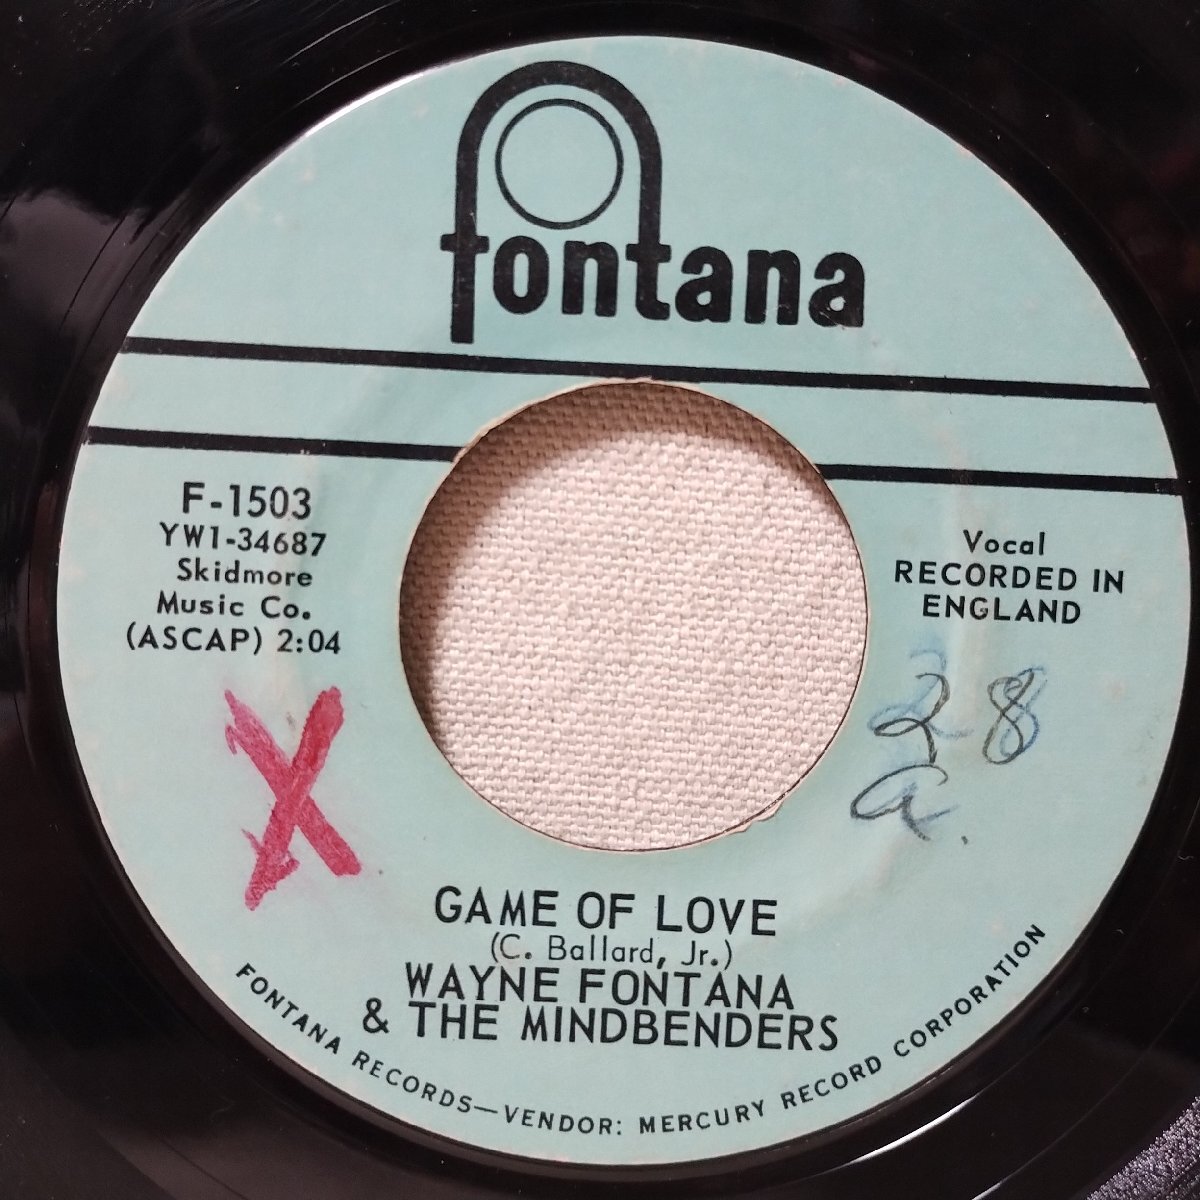 fontana
F-1503
YW1-34687
Skidmore
Music Co.
(ASCAP) 2:04
Vocal
RECORDED IN
ENGLAND
X
28
a.
GAME OF LOVE
(C. Ballard, Jr.)
WAYNE FONTANA
& THE MINDBENDERS
FONTANA RECORDS—VENDOR: MERCURY RECORD CORPORATION